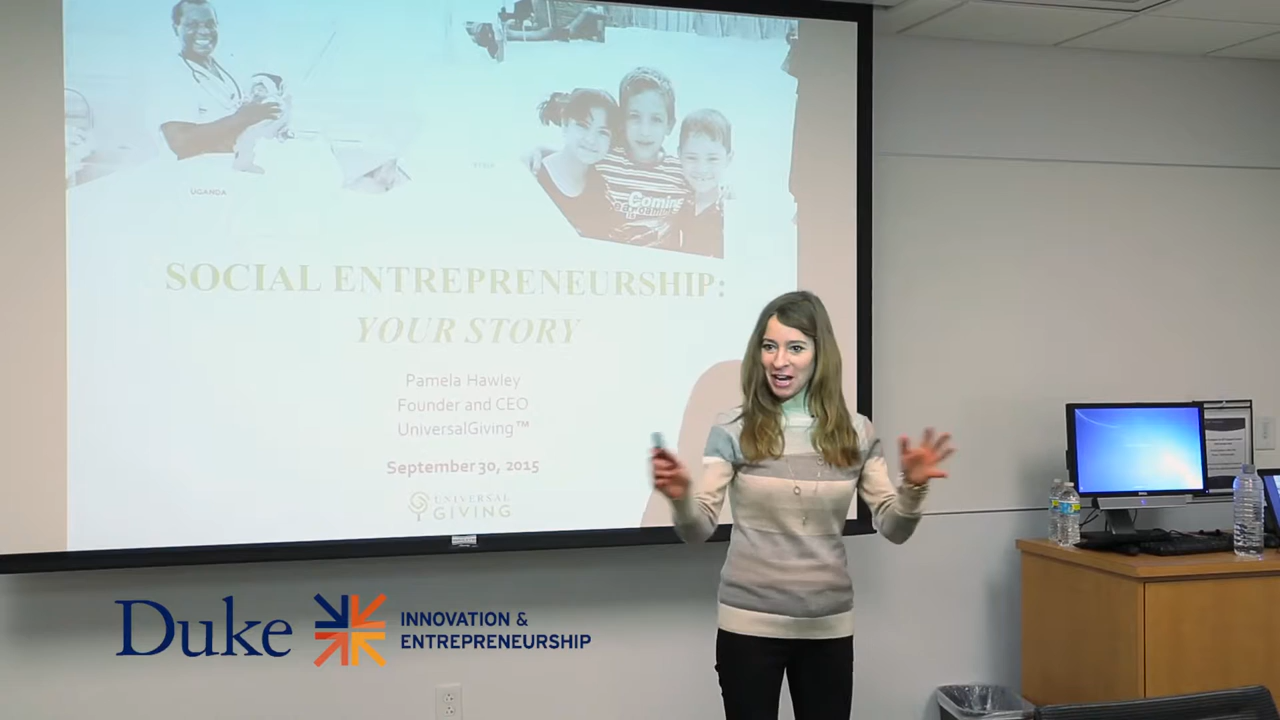 UGANDA
Coming
SOCIAL ENTREPRENEURSHIP:
YOUR STORY
Pamela Hawley
Founder and CEO
UniversalGiving™
September 30, 2015
UNIVERSAL
GIVING
Duke
INNOVATION &
ENTREPRENEURSHIP